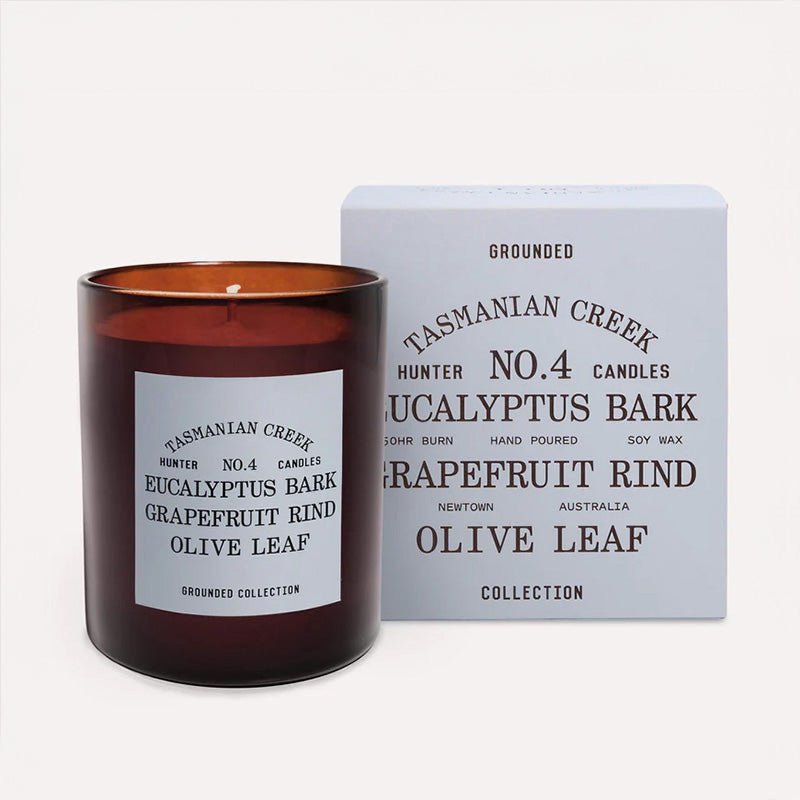 TASMANIAN CREEK
HUNTER NO.4 CANDLES
EUCALYPTUS BARK
GRAPEFRUIT RIND
OLIVE LEAF
GROUNDED COLLECTION
GROUNDED
TASMANIAN CREEK
HUNTER NO.4 CANDLES
EUCALYPTUS BARK
BURN HAND POURED SOY WAX
GRAPEFRUIT RIND
NEWTOWN AUSTRALIA
OLIVE LEAF
COLLECTION